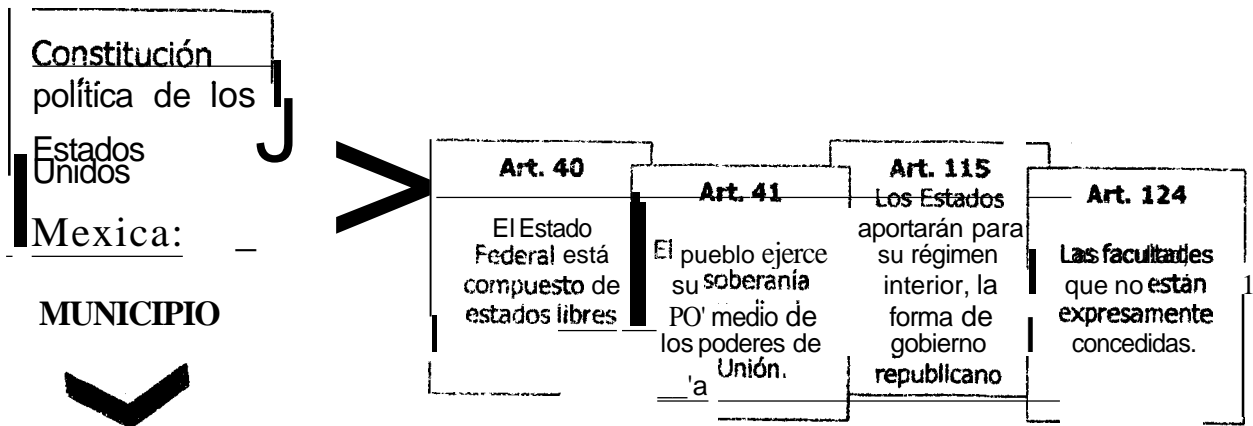 Constitución
política de los
Estados
Unidos
Mexica: _
MUNICIPIO
Art. 40
El Estado
Federal está
compuesto de
estados libres
Art. 41
El pueblo ejerce
su soberanía
PO' medio de
los poderes de
'a Unión.
Art. 115
Los Estados
aportarán para
su régimen
interior, la
forma de
gobierno
republicano
Art. 124
Las facultades
que no están
expresamente
concedidas.
1